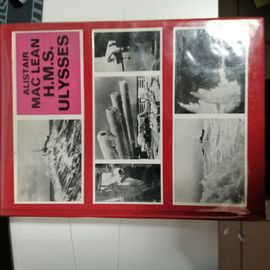 ALISTAIR
MAC LEAN
H.M.S.
ULYSSES